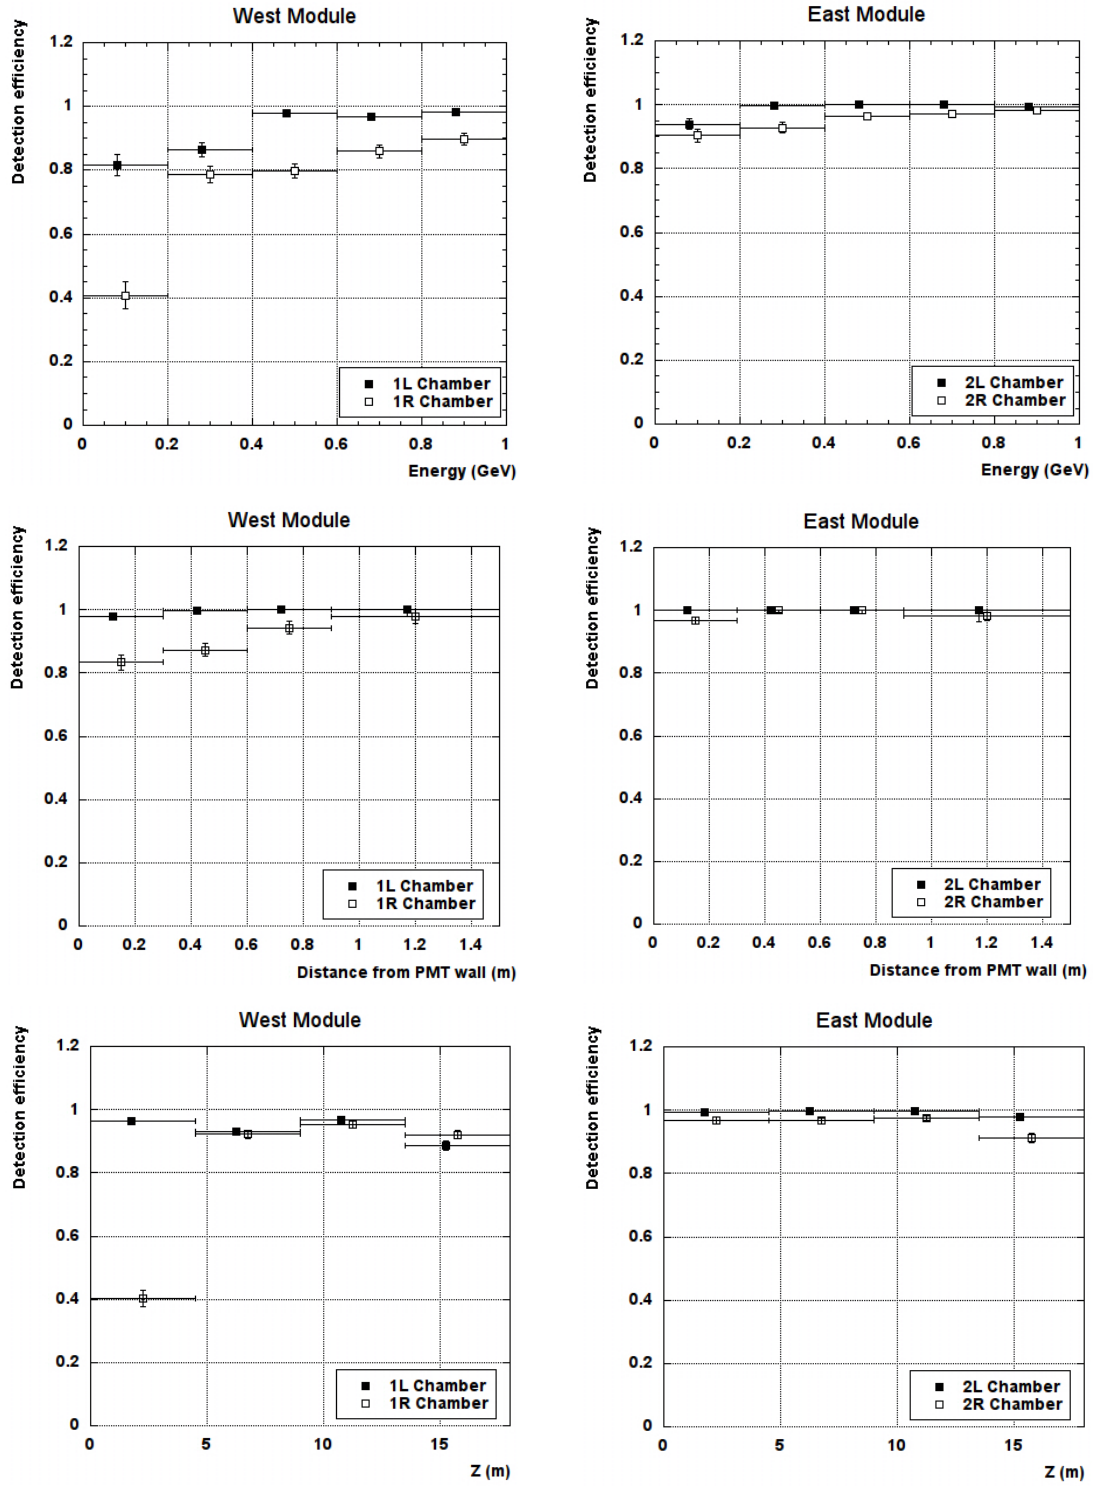 West Module
Detection efficiency
1.2
1
0.8
0.6
0.4
0.2
0
1L Chamber
1R Chamber
0 0.2 0.4 0.6 0.8 1
Energy (GeV)
East Module
Detection efficiency
1.2
1
0.8
0.6
0.4
0.2
0
2L Chamber
2R Chamber
0 0.2 0.4 0.6 0.8 1
Energy (GeV)
West Module
Detection efficiency
1.2
1
0.8
0.6
0.4
0.2
0
1L Chamber
1R Chamber
0 0.2 0.4 0.6 0.8 1 1.2 1.4
Distance from PMT wall (m)
East Module
Detection efficiency
1.2
1
0.8
0.6
0.4
0.2
0
2L Chamber
2R Chamber
0 0.2 0.4 0.6 0.8 1 1.2 1.4
Distance from PMT wall (m)
West Module
Detection efficiency
1.2
1
0.8
0.6
0.4
0.2
0
1L Chamber
1R Chamber
0 5 10 15
Z (m)
East Module
Detection efficiency
1.2
1
0.8
0.6
0.4
0.2
0
2L Chamber
2R Chamber
0 5 10 15
Z (m)